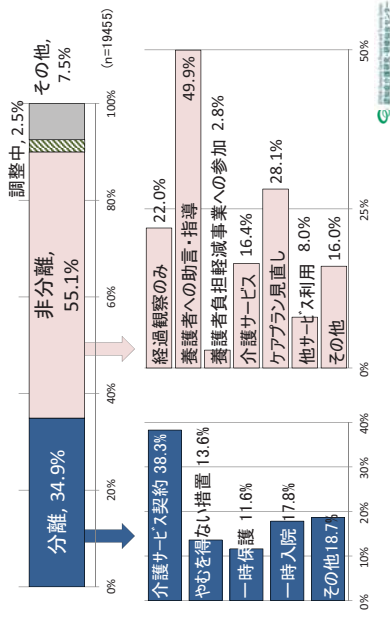 分離, 34.9%
非分離,
55.1%
調整中, 2.5%
その他,
7.5%
0%
20%
40%
60%
80%
100%
(n=19455)
介護サービス契約 38.3%
やむを得ない措置 13.6%
一時保護 11.6%
一時入院 17.8%
その他 18.7%
0%
10%
20%
30%
40%
経過観察のみ 22.0%
養護者への助言・指導 49.9%
養護者負担軽減事業への参加 2.8%
介護サービス 16.4%
ケアプラン見直し 28.1%
他サービス利用 8.0%
その他 16.0%
0%
25%
50%